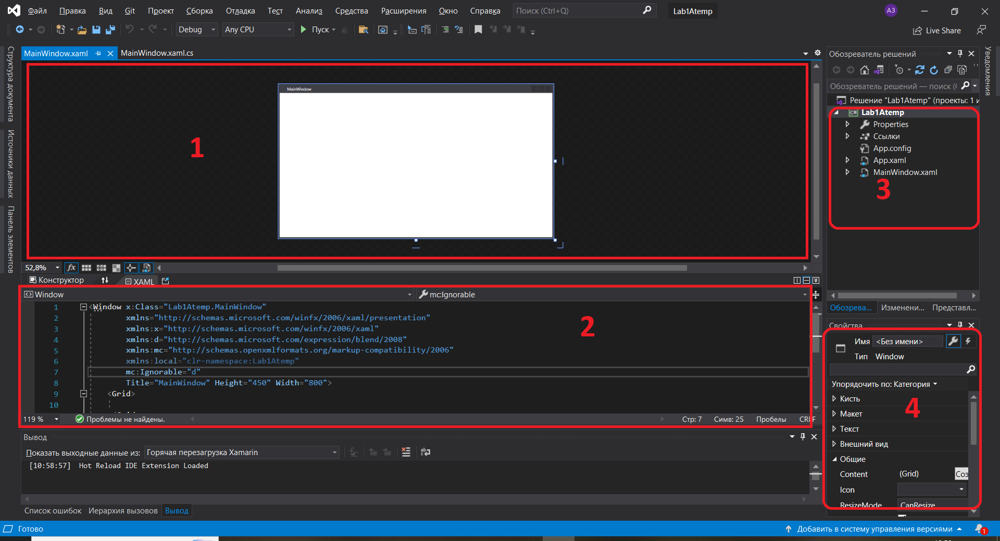 Файл Правка Вид Git Проект Сборка Отладка Тест Анализ Средства Расширения Окно Справка Поиск (Ctrl+Q) Lab1Atemp АЗ
Debug Any CPU Пуск Live Share
MainWindow.xaml MainWindow.xaml.cs
Структура документа
Источники данных
Панель элементов
MainWindow
1
52,8%
fx
Конструктор XAML
Window mc:Ignorable
1 <Window x:Class="Lab1Atemp.MainWindow"
2 xmlns="http://schemas.microsoft.com/winfx/2006/xaml/presentation"
3 xmlns:x="http://schemas.microsoft.com/winfx/2006/xaml"
4 xmlns:d="http://schemas.microsoft.com/expression/blend/2008"
5 xmlns:mc="http://schemas.openxmlformats.org/markup-compatibility/2006"
6 xmlns:local="clr-namespace:Lab1Atemp"
7 mc:Ignorable="d"
8 Title="MainWindow" Height="450" Width="800">
9 <Grid>
10
2
119 % Проблемы не найдены. Стр: 7 Симв: 25 Пробелы CRLF
Вывод
Показать выходные данные из: Горячая перезагрузка Xamarin
[10:58:57] Hot Reload IDE Extension Loaded
Список ошибок Иерархия вызовов Вывод
Обозреватель решений
Обозреватель решений — поиск (
Решение "Lab1Atemp" (проекты: 1 и
C# Lab1Atemp
Properties
Ссылки
App.config
App.xaml
MainWindow.xaml
3
Обозрева... Изменени... Представл...
Уведомления
Свойства
Имя <Без имени>
Тип Window
Упорядочить по: Категория
Кисть
Макет
4
Текст
Внешний вид
Общие
Content (Grid) Соз
Icon
ResizeMode CanResize
Готово Добавить в систему управления версиями 1